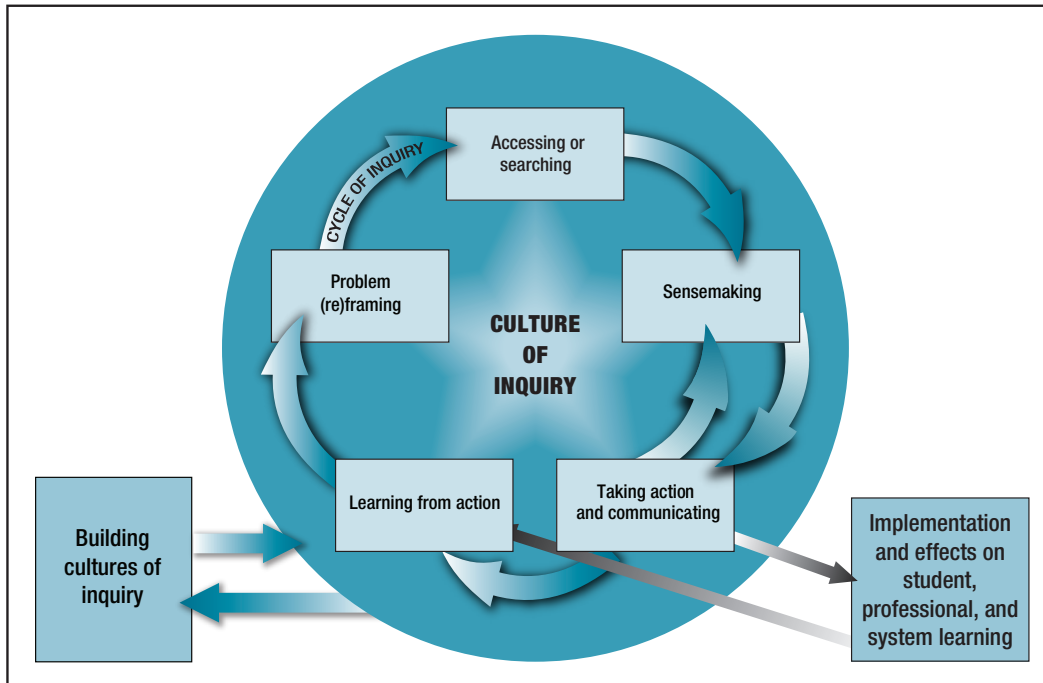 Accessing or
searching
CYCLE OF INQUIRY
Problem
(re)framing
Sensemaking
CULTURE
OF
INQUIRY
Learning from action
Taking action
and communicating
Building
cultures of
inquiry
Implementation
and effects on
student,
professional, and
system learning